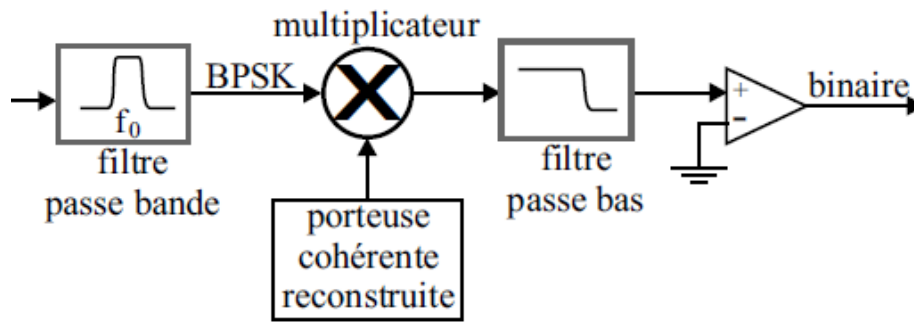 multiplicateur
BPSK
binaire
f₀
+
-
filtre
passe bande
filtre
passe bas
porteuse
cohérente
reconstruite